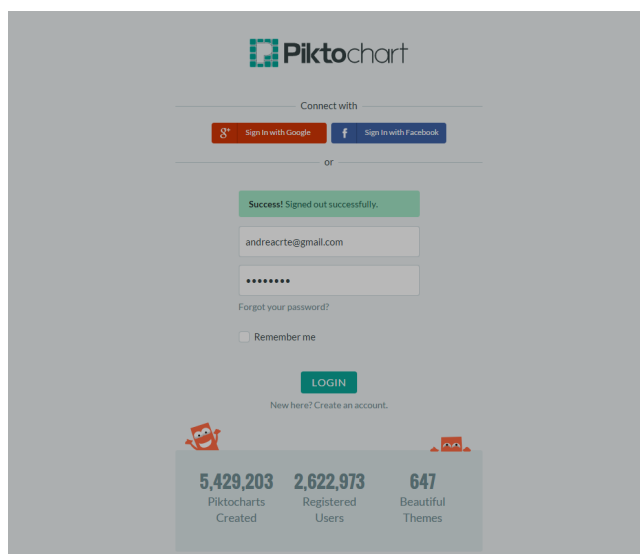 Piktochart
Connect with
g+ Sign In with Google f Sign In with Facebook
or
Success! Signed out successfully.
andreacrte@gmail.com
••••••••
Forgot your password?
Remember me
LOGIN
New here? Create an account.
5,429,203 2,622,973 647
Piktocharts Registered Beautiful
Created Users Themes